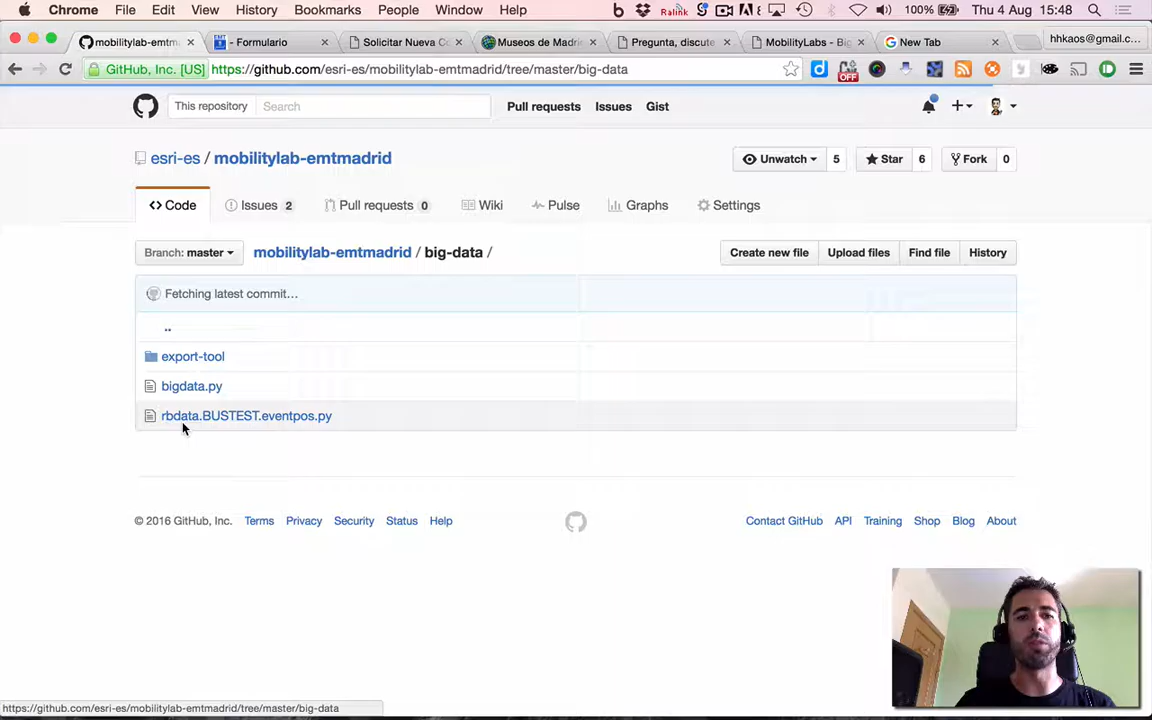 Chrome File Edit View History Bookmarks People Window Help Ralink 100% Thu 4 Aug 15:48
mobilitylab-emtm - Formulario Solicitar Nueva C Museos de Madri Pregunta, discute MobilityLabs - Big New Tab hhkaos@gmail.c...
GitHub, Inc. [US] https://github.com/esri-es/mobilitylab-emtmadrid/tree/master/big-data OFF
This repository Search Pull requests Issues Gist
esri-es / mobilitylab-emtmadrid Unwatch 5 Star 6 Fork 0
Code Issues 2 Pull requests 0 Wiki Pulse Graphs Settings
Branch: master mobilitylab-emtmadrid / big-data / Create new file Upload files Find file History
Fetching latest commit…
..
export-tool
bigdata.py
rbdata.BUSTEST.eventpos.py
© 2016 GitHub, Inc. Terms Privacy Security Status Help Contact GitHub API Training Shop Blog About
https://github.com/esri-es/mobilitylab-emtmadrid/tree/master/big-data